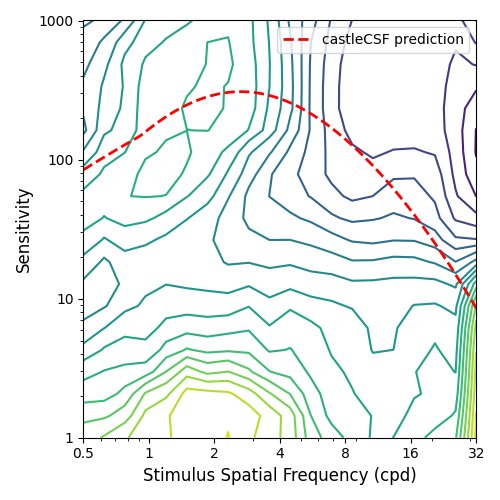 1000
castleCSF prediction
100
10
1
Sensitivity
0.5 1 2 4 8 16 32
Stimulus Spatial Frequency (cpd)